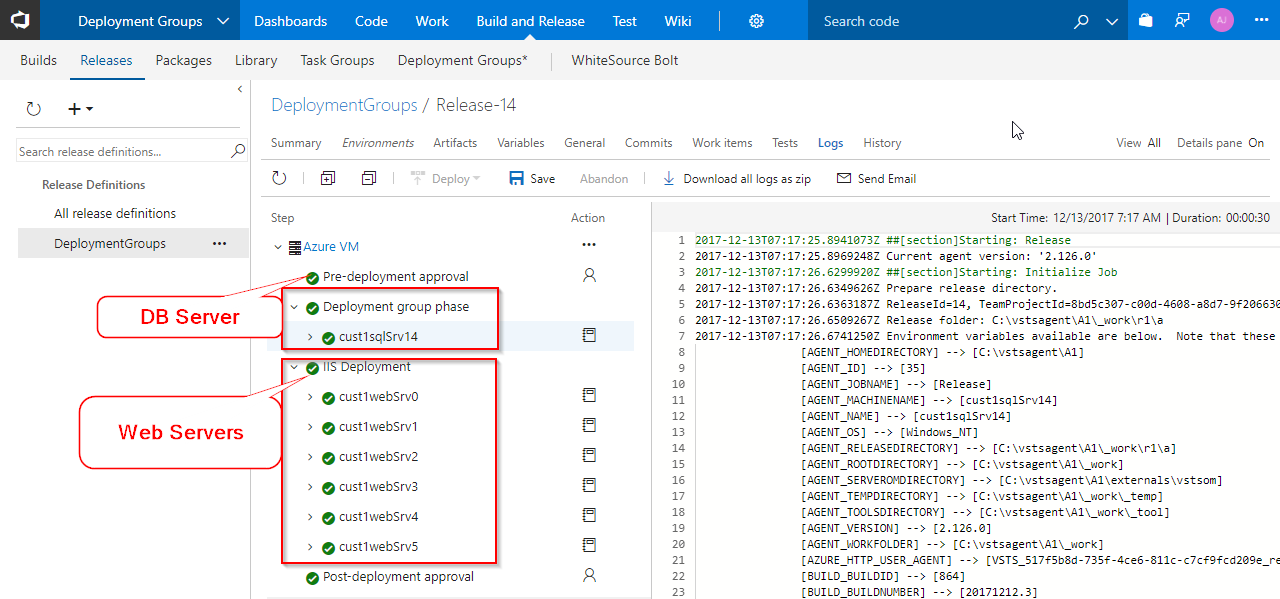 Deployment Groups Dashboards Code Work Build and Release Test Wiki Search code AJ
Builds Releases Packages Library Task Groups Deployment Groups* WhiteSource Bolt
DeploymentGroups / Release-14
Summary Environments Artifacts Variables General Commits Work items Tests Logs History View All Details pane On
Search release definitions...
Deploy Save Abandon Download all logs as zip Send Email
Release Definitions
All release definitions
DeploymentGroups ...
Step Action
Azure VM ...
Pre-deployment approval
DB Server
Deployment group phase
cust1sqlSrv14
IIS Deployment
Web Servers
cust1webSrv0
cust1webSrv1
cust1webSrv2
cust1webSrv3
cust1webSrv4
cust1webSrv5
Post-deployment approval
Start Time: 12/13/2017 7:17 AM | Duration: 00:00:30
1 2017-12-13T07:17:25.8941073Z ##[section]Starting: Release
2 2017-12-13T07:17:25.8969248Z Current agent version: '2.126.0'
3 2017-12-13T07:17:26.6299920Z ##[section]Starting: Initialize Job
4 2017-12-13T07:17:26.6349626Z Prepare release directory.
5 2017-12-13T07:17:26.6363187Z ReleaseId=14, TeamProjectId=8bd5c307-c00d-4608-a8d7-9f206630
6 2017-12-13T07:17:26.6509267Z Release folder: C:\vstsagent\A1\_work\r1\a
7 2017-12-13T07:17:26.6741250Z Environment variables available are below. Note that these
8 [AGENT_HOMEDIRECTORY] --> [C:\vstsagent\A1]
9 [AGENT_ID] --> [35]
10 [AGENT_JOBNAME] --> [Release]
11 [AGENT_MACHINENAME] --> [cust1sqlSrv14]
12 [AGENT_NAME] --> [cust1sqlSrv14]
13 [AGENT_OS] --> [Windows_NT]
14 [AGENT_RELEASEDIRECTORY] --> [C:\vstsagent\A1\_work\r1\a]
15 [AGENT_ROOTDIRECTORY] --> [C:\vstsagent\A1\_work]
16 [AGENT_SERVEROMDIRECTORY] --> [C:\vstsagent\A1\externals\vstsom]
17 [AGENT_TEMPDIRECTORY] --> [C:\vstsagent\A1\_work\_temp]
18 [AGENT_TOOLSDIRECTORY] --> [C:\vstsagent\A1\_work\_tool]
19 [AGENT_VERSION] --> [2.126.0]
20 [AGENT_WORKFOLDER] --> [C:\vstsagent\A1\_work]
21 [AZURE_HTTP_USER_AGENT] --> [VSTS_517f5b8d-735f-4ce6-811c-c7cf9fcd209e_re
22 [BUILD_BUILDID] --> [864]
23 [BUILD_BUILDNUMBER] --> [20171212.3]